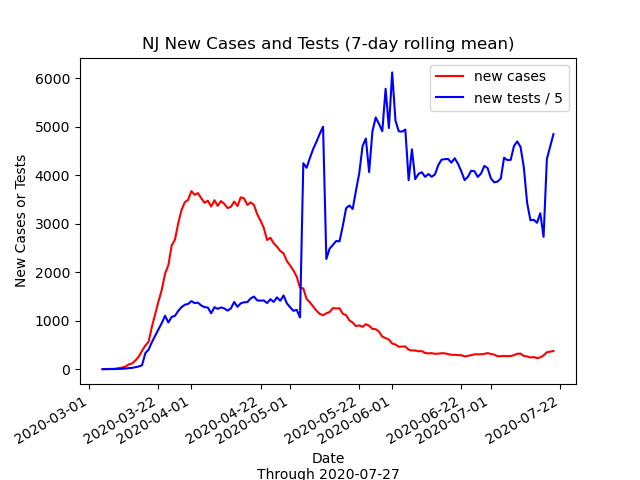 NJ New Cases and Tests (7-day rolling mean)
new cases
new tests / 5
New Cases or Tests
6000
5000
4000
3000
2000
1000
0
2020-03-01
2020-03-22
2020-04-01
2020-04-22
2020-05-01
2020-05-22
2020-06-01
2020-06-22
2020-07-01
2020-07-22
Date
Through 2020-07-27